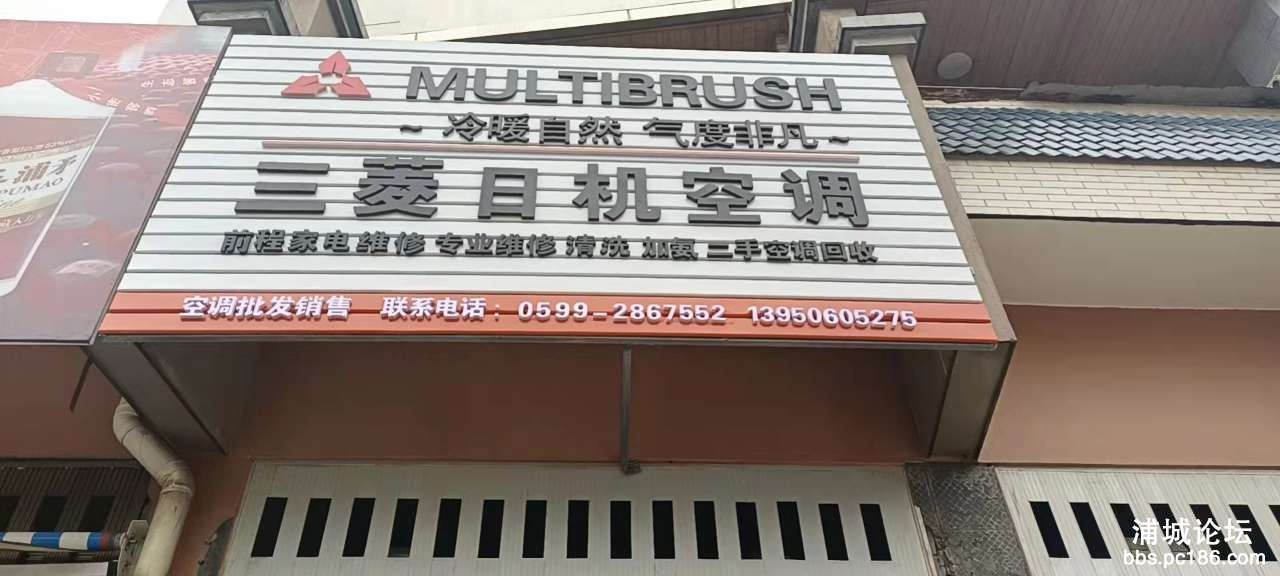 MULTIBRUSH
~ 冷暖自然 气度非凡 ~
三菱日机空调
前程家电维修 专业维修 清洗 加氨 二手空调回收
空调批发销售 联系电话: 0599-2867552 13950605275
PUMAO
浦城论坛
bbs.pc186.com